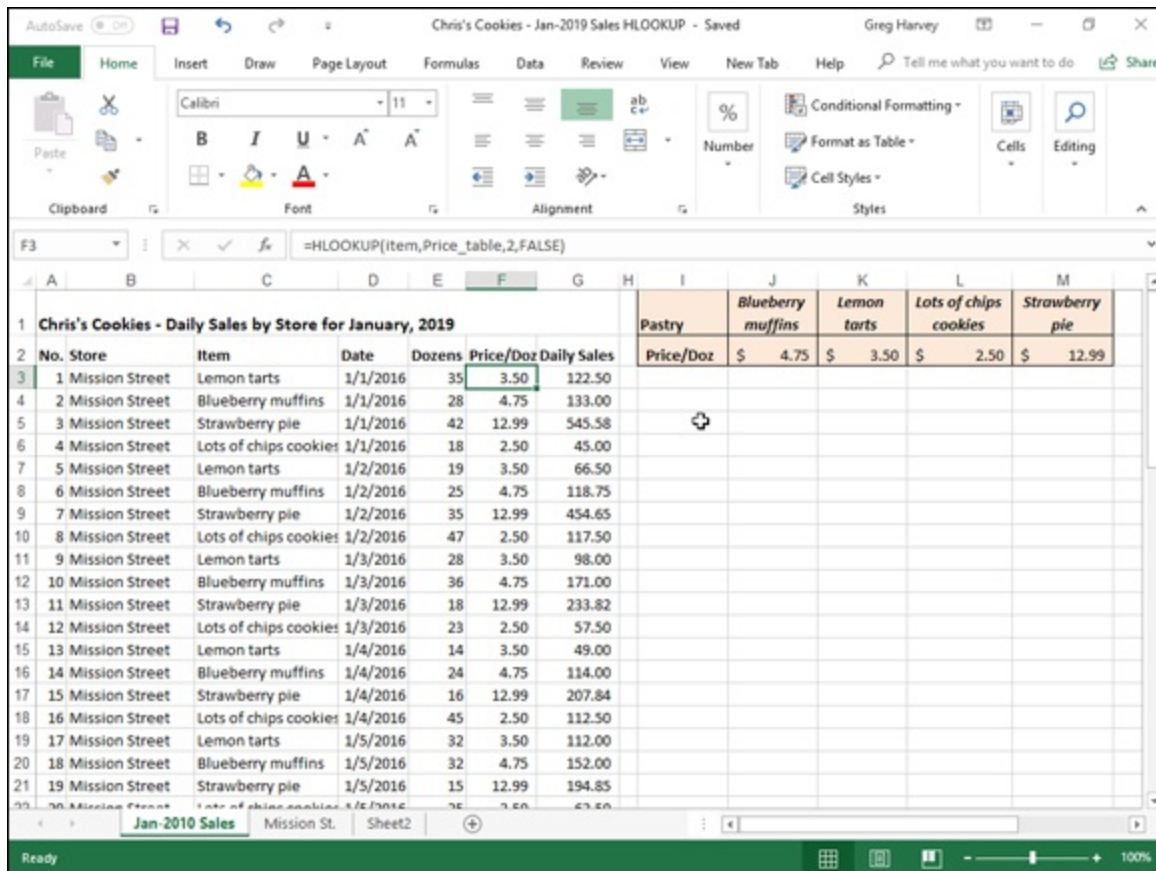 AutoSave Off Chris's Cookies - Jan-2019 Sales HLOOKUP - Saved Greg Harvey
File Home Insert Draw Page Layout Formulas Data Review View New Tab Help Tell me what you want to do Share
Calibri 11 ab % Conditional Formatting
Paste B I U A A Number Format as Table Cells Editing
A Cell Styles
Clipboard Font Alignment Styles
F3 fx =HLOOKUP(item,Price_table,2,FALSE)
A B C D E F G H I J K L M
1 Chris's Cookies - Daily Sales by Store for January, 2019 Pastry Blueberry muffins Lemon tarts Lots of chips cookies Strawberry pie
2 No. Store Item Date Dozens Price/Doz Daily Sales Price/Doz $ 4.75 $ 3.50 $ 2.50 $ 12.99
3 1 Mission Street Lemon tarts 1/1/2016 35 3.50 122.50
4 2 Mission Street Blueberry muffins 1/1/2016 28 4.75 133.00
5 3 Mission Street Strawberry pie 1/1/2016 42 12.99 545.58
6 4 Mission Street Lots of chips cookies 1/1/2016 18 2.50 45.00
7 5 Mission Street Lemon tarts 1/2/2016 19 3.50 66.50
8 6 Mission Street Blueberry muffins 1/2/2016 25 4.75 118.75
9 7 Mission Street Strawberry pie 1/2/2016 35 12.99 454.65
10 8 Mission Street Lots of chips cookies 1/2/2016 47 2.50 117.50
11 9 Mission Street Lemon tarts 1/3/2016 28 3.50 98.00
12 10 Mission Street Blueberry muffins 1/3/2016 36 4.75 171.00
13 11 Mission Street Strawberry pie 1/3/2016 18 12.99 233.82
14 12 Mission Street Lots of chips cookies 1/3/2016 23 2.50 57.50
15 13 Mission Street Lemon tarts 1/4/2016 14 3.50 49.00
16 14 Mission Street Blueberry muffins 1/4/2016 24 4.75 114.00
17 15 Mission Street Strawberry pie 1/4/2016 16 12.99 207.84
18 16 Mission Street Lots of chips cookies 1/4/2016 45 2.50 112.50
19 17 Mission Street Lemon tarts 1/5/2016 32 3.50 112.00
20 18 Mission Street Blueberry muffins 1/5/2016 32 4.75 152.00
21 19 Mission Street Strawberry pie 1/5/2016 15 12.99 194.85
Jan-2010 Sales Mission St. Sheet2
Ready 100%